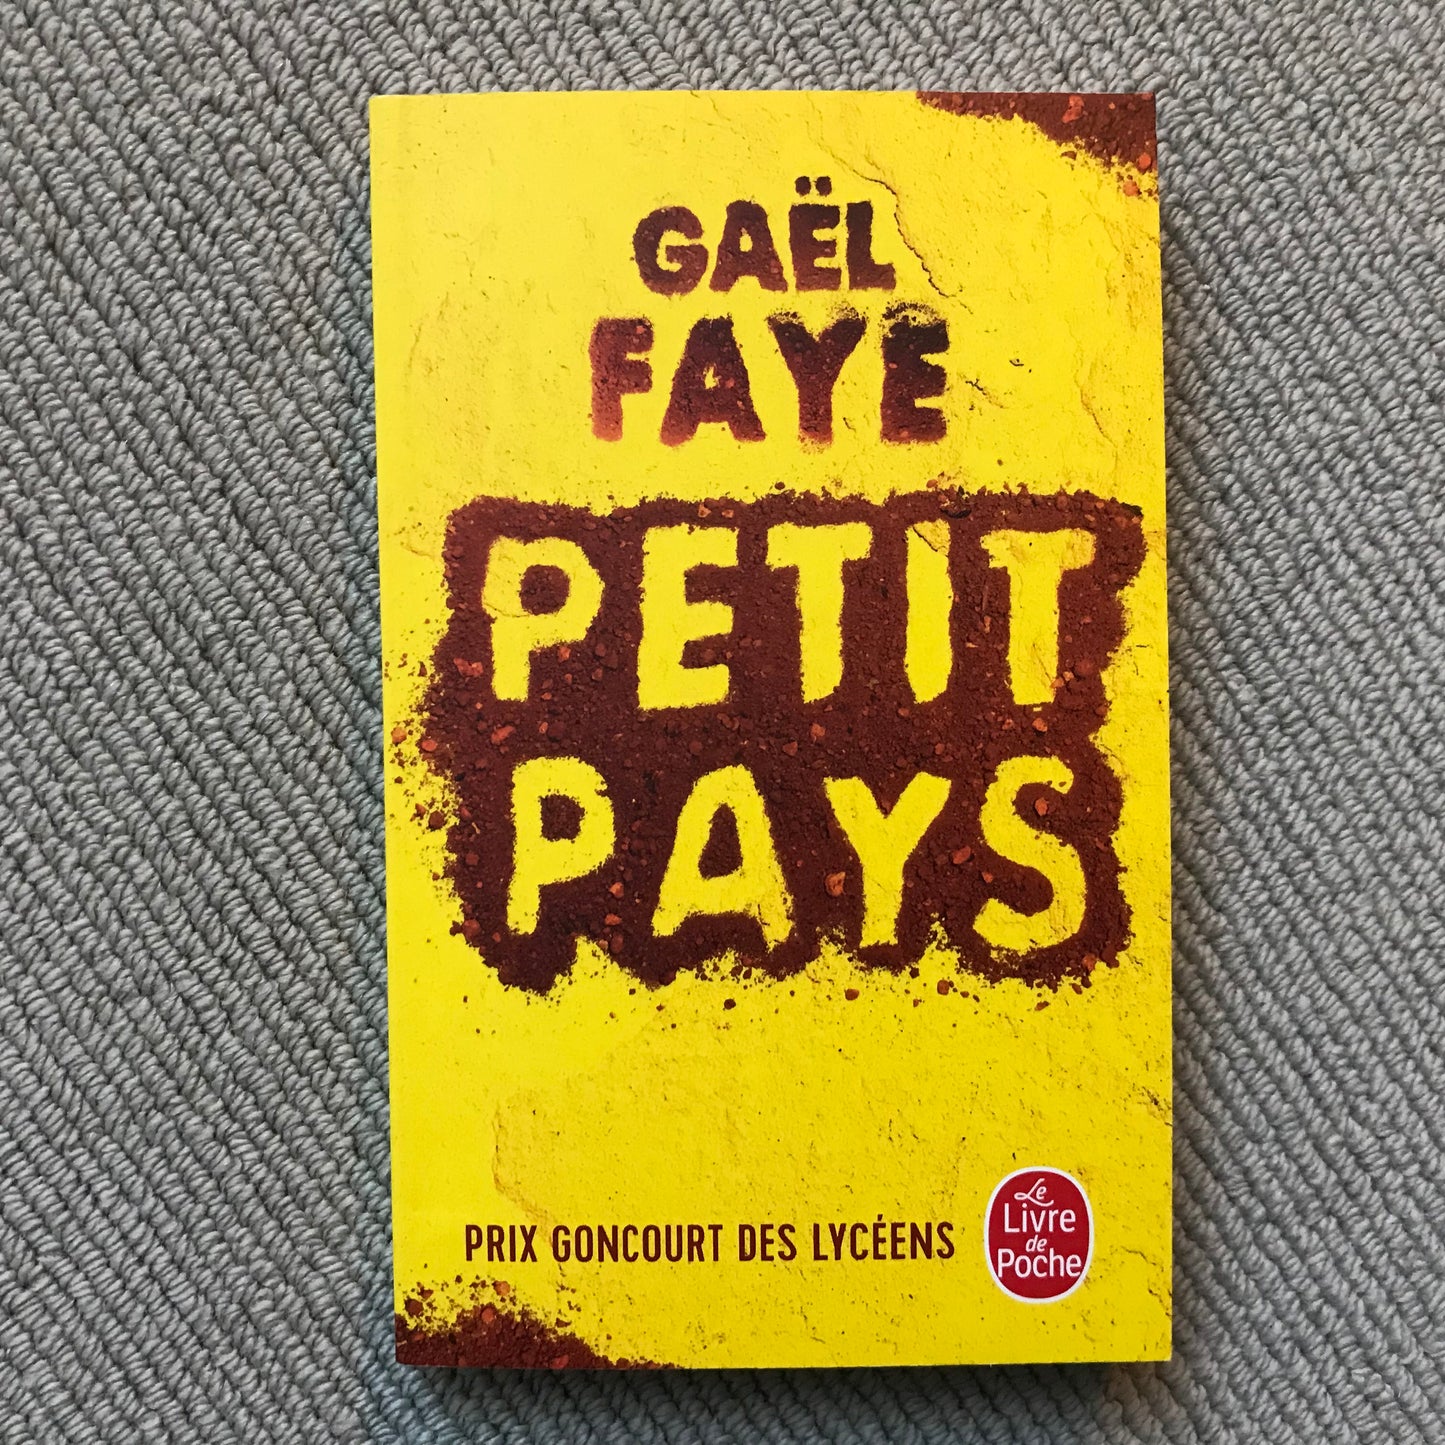 GAËL
FAYE
PETIT
PAYS
PRIX GONCOURT DES LYCÉENS
Le
Livre
de
Poche